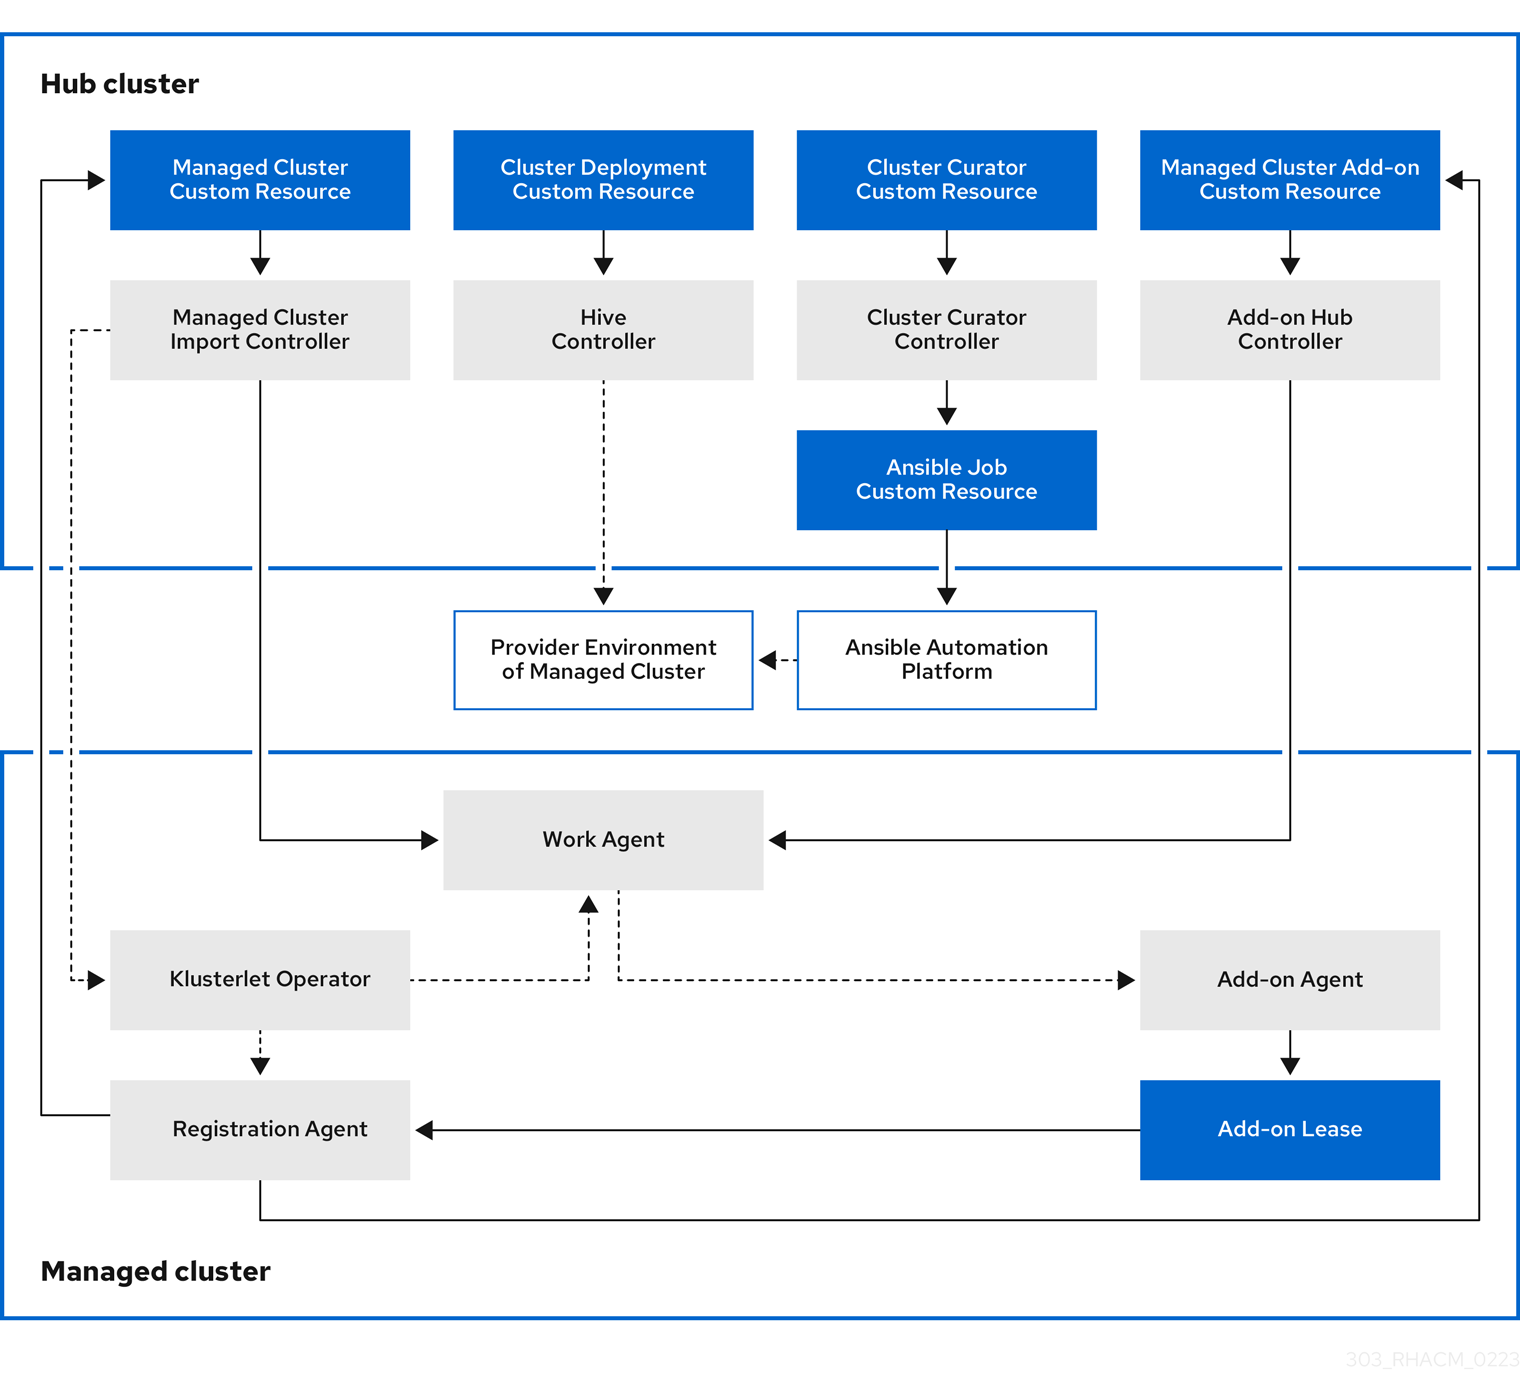 Hub cluster
Managed Cluster
Custom Resource
Cluster Deployment
Custom Resource
Cluster Curator
Custom Resource
Managed Cluster Add-on
Custom Resource
Managed Cluster
Import Controller
Hive
Controller
Cluster Curator
Controller
Add-on Hub
Controller
Ansible Job
Custom Resource
Provider Environment
of Managed Cluster
Ansible Automation
Platform
Work Agent
Klusterlet Operator
Add-on Agent
Registration Agent
Add-on Lease
Managed cluster
303_RHACM_0223